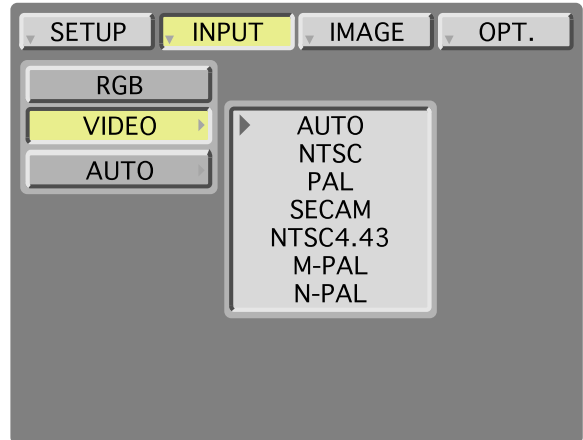 SETUP INPUT IMAGE OPT.
RGB
VIDEO
AUTO
AUTO
NTSC
PAL
SECAM
NTSC4.43
M-PAL
N-PAL